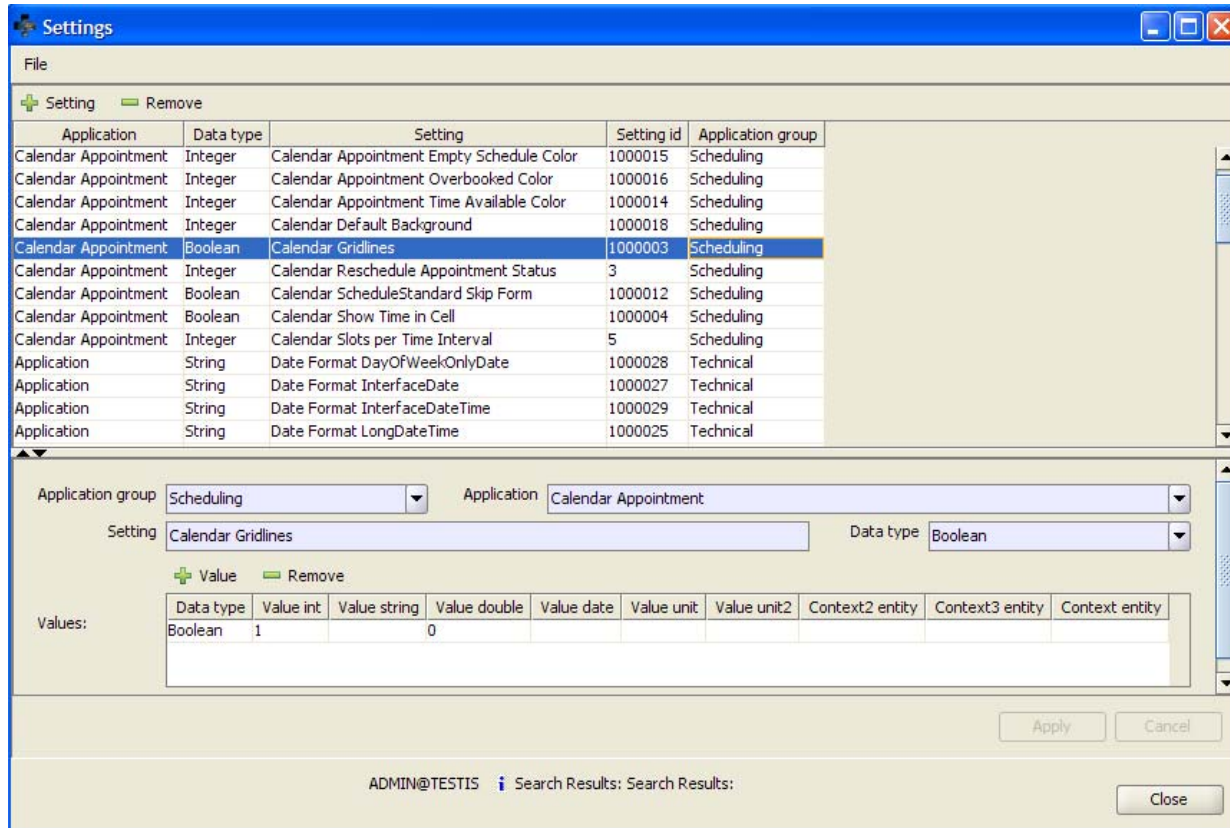 Settings
File
Setting Remove
Application Data type Setting Setting id Application group
Calendar Appointment Integer Calendar Appointment Empty Schedule Color 1000015 Scheduling
Calendar Appointment Integer Calendar Appointment Overbooked Color 1000016 Scheduling
Calendar Appointment Integer Calendar Appointment Time Available Color 1000014 Scheduling
Calendar Appointment Integer Calendar Default Background 1000018 Scheduling
Calendar Appointment Boolean Calendar Gridlines 1000003 Scheduling
Calendar Appointment Integer Calendar Reschedule Appointment Status 3 Scheduling
Calendar Appointment Boolean Calendar ScheduleStandard Skip Form 1000012 Scheduling
Calendar Appointment Boolean Calendar Show Time in Cell 1000004 Scheduling
Calendar Appointment Integer Calendar Slots per Time Interval 5 Scheduling
Application String Date Format DayOfWeekOnlyDate 1000028 Technical
Application String Date Format InterfaceDate 1000027 Technical
Application String Date Format InterfaceDateTime 1000029 Technical
Application String Date Format LongDateTime 1000025 Technical
Application group Scheduling Application Calendar Appointment
Setting Calendar Gridlines Data type Boolean
Value Remove
Values:
Data type Value int Value string Value double Value date Value unit Value unit2 Context2 entity Context3 entity Context entity
Boolean 1 0
Apply Cancel
ADMIN@TESTIS i Search Results: Search Results:
Close